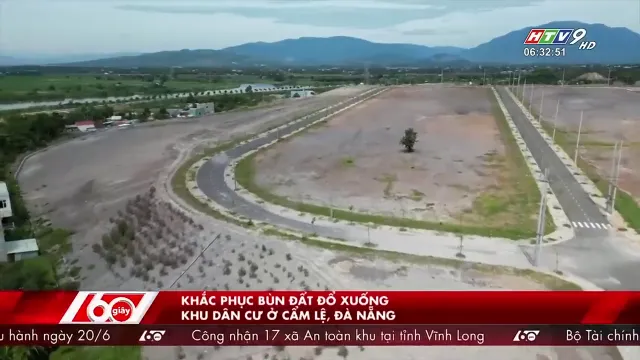 HTV9 HD
06:32:51
KHẮC PHỤC BÙN ĐẤT ĐỔ XUỐNG
KHU DÂN CƯ Ở CẨM LỆ, ĐÀ NẴNG
60 giây
u hành ngày 20/6 60 giây Công nhận 17 xã An toàn khu tại tỉnh Vĩnh Long 60 giây Bộ Tài chính